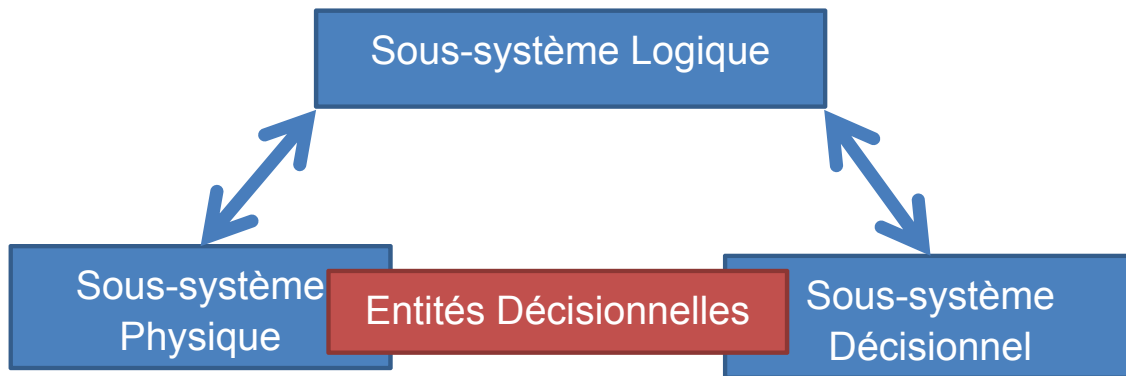 Sous-système Logique
Sous-système
Physique
Entités Décisionnelles
Sous-système
Décisionnel